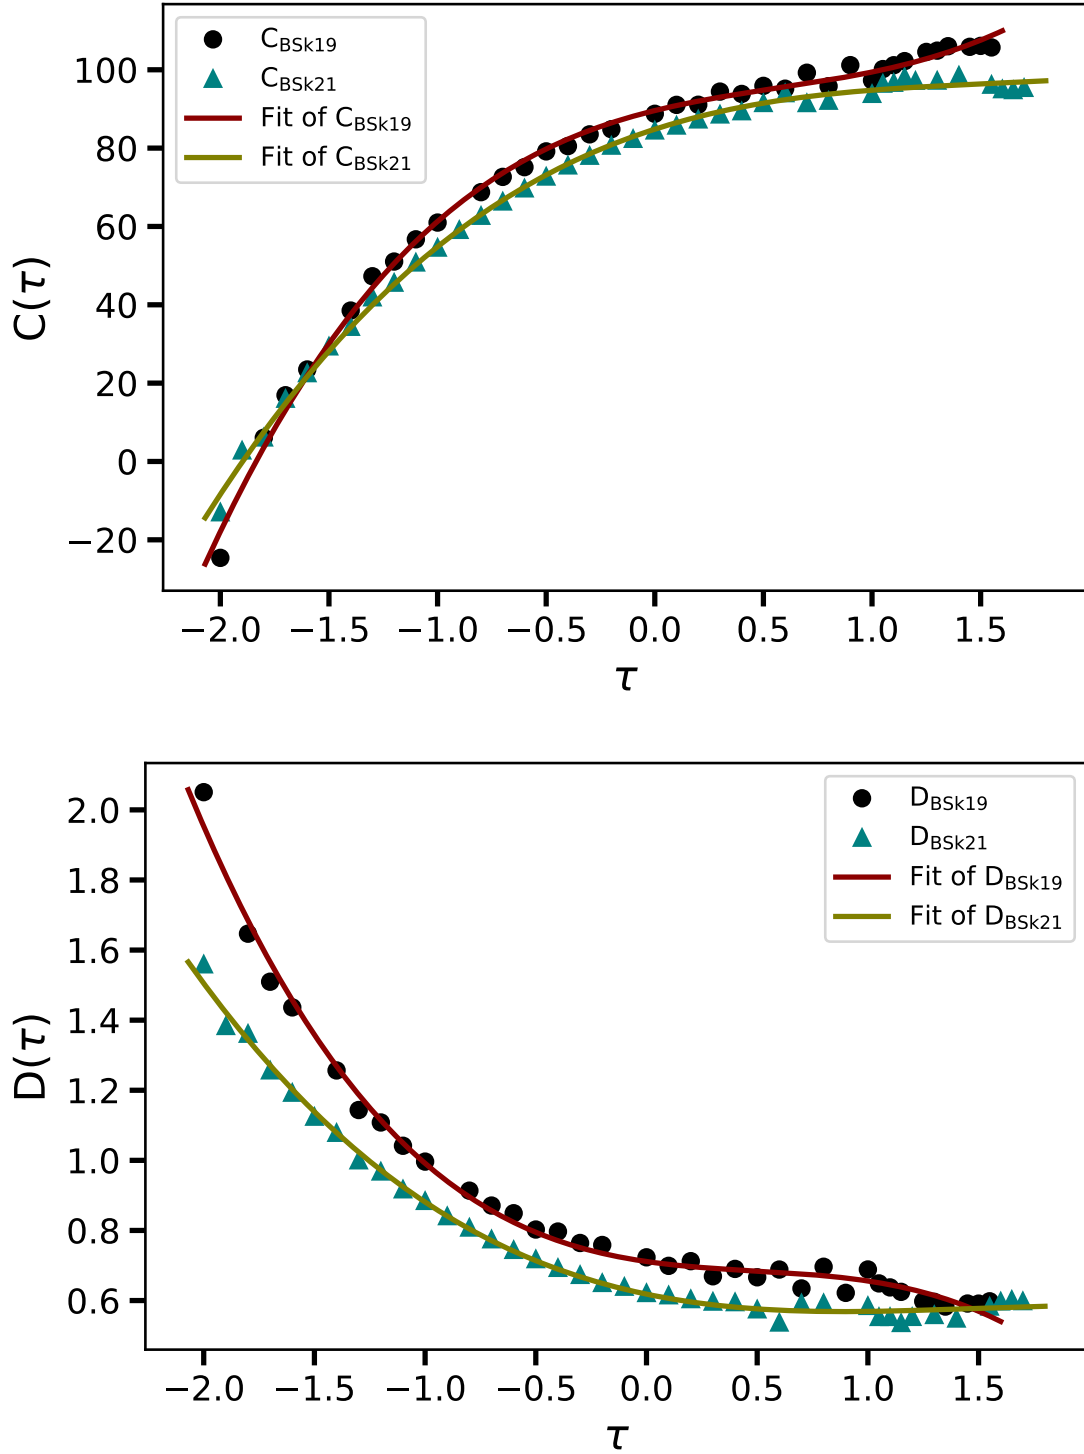 C_BSk19
C_BSk21
Fit of C_BSk19
Fit of C_BSk21
100
80
60
40
20
0
−20
C(τ)
−2.0 −1.5 −1.0 −0.5 0.0 0.5 1.0 1.5
τ
D_BSk19
D_BSk21
Fit of D_BSk19
Fit of D_BSk21
2.0
1.8
1.6
1.4
1.2
1.0
0.8
0.6
D(τ)
−2.0 −1.5 −1.0 −0.5 0.0 0.5 1.0 1.5
τ